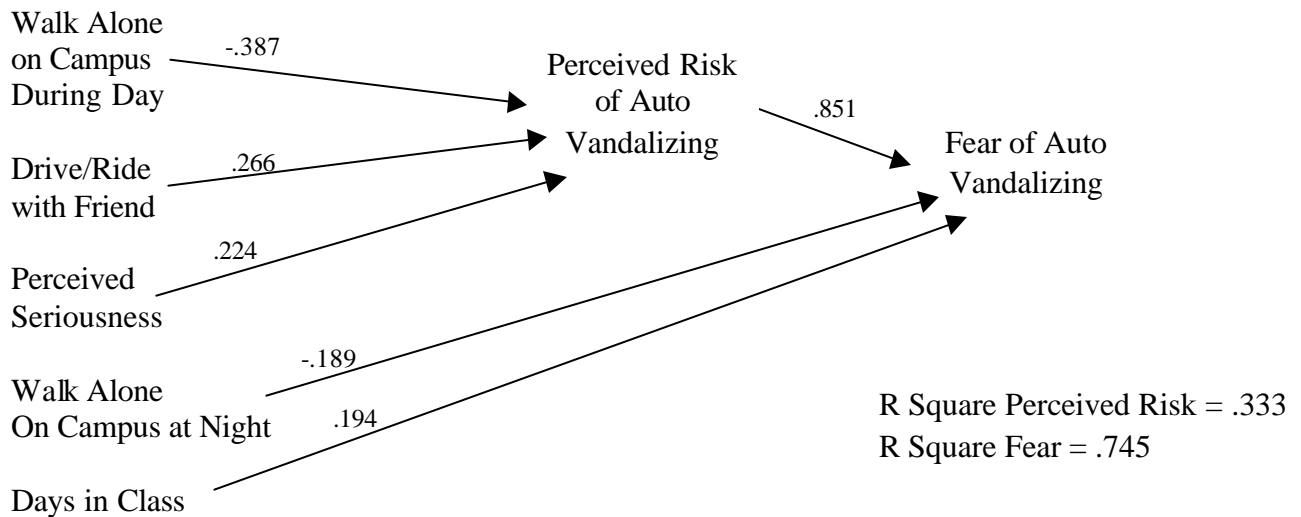 Walk Alone
on Campus
During Day
-.387
Perceived Risk
of Auto
Vandalizing
.851
Fear of Auto
Vandalizing
Drive/Ride
with Friend
.266
Perceived
Seriousness
.224
Walk Alone
On Campus at Night
-.189
Days in Class
.194
R Square Perceived Risk = .333
R Square Fear = .745